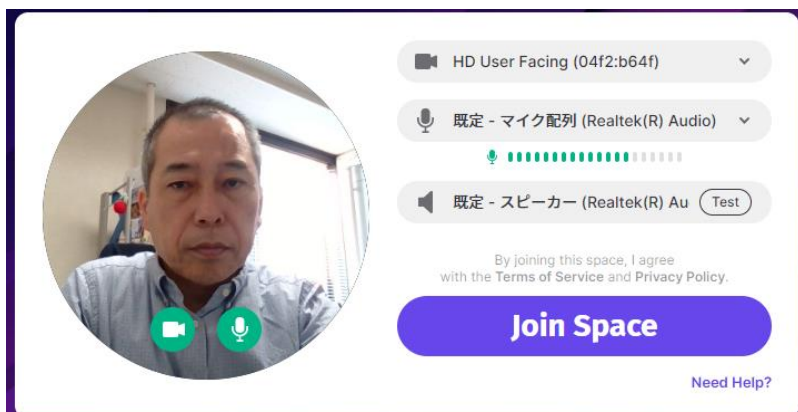 HD User Facing (04f2:b64f)
既定 - マイク配列 (Realtek(R) Audio)
既定 - スピーカー (Realtek(R) Au
Test
By joining this space, I agree
with the Terms of Service and Privacy Policy.
Join Space
Need Help?